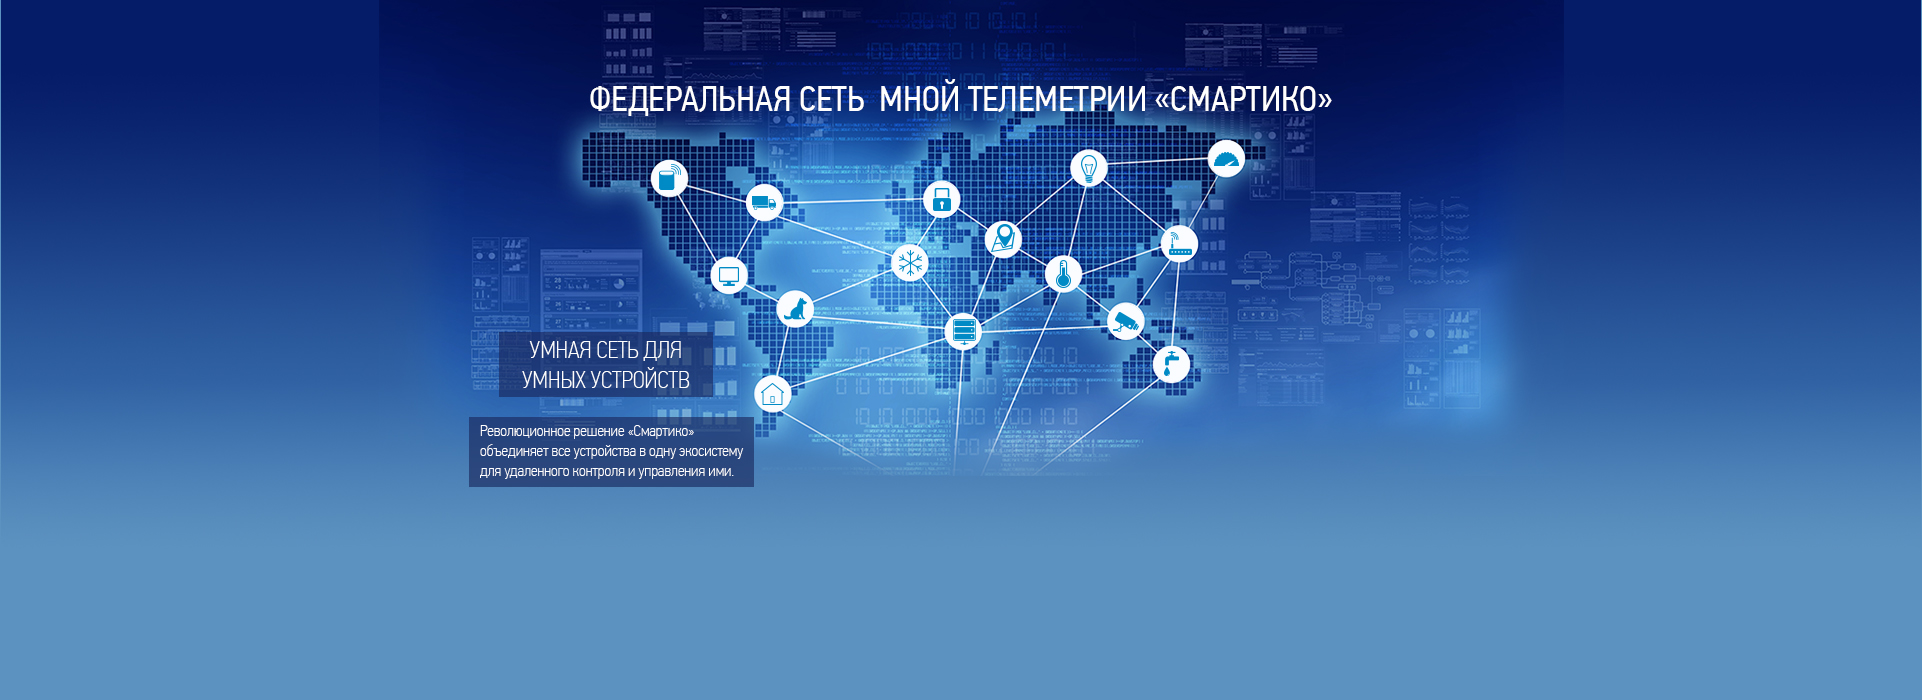 ФЕДЕРАЛЬНАЯ СЕТЬ  МНОЙ ТЕЛЕМЕТРИИ «СМАРТИКО»
УМНАЯ СЕТЬ ДЛЯ
УМНЫХ УСТРОЙСТВ
Революционное решение «Смартико»
объединяет все устройства в одну экосистему
для удаленного контроля и управления ими.